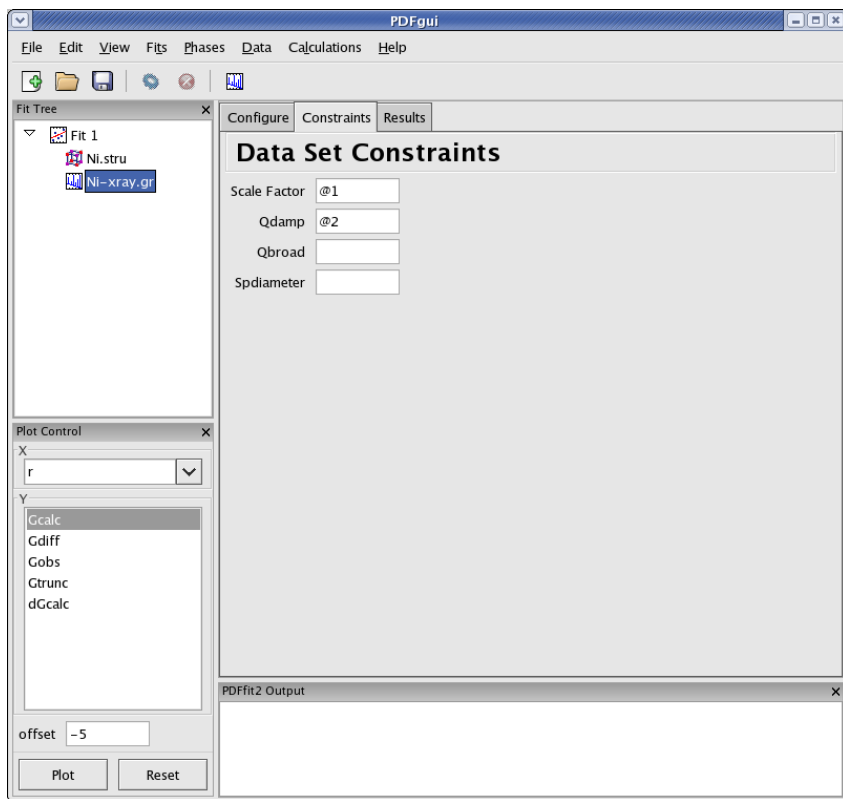 PDFgui
File Edit View Fits Phases Data Calculations Help
Fit Tree
Fit 1
Ni.stru
Ni-xray.gr
Configure Constraints Results
Data Set Constraints
Scale Factor @1
Qdamp @2
Qbroad
Spdiameter
Plot Control
X
r
Y
Gcalc
Gdiff
Gobs
Gtrunc
dGcalc
offset -5
Plot Reset
PDFfit2 Output